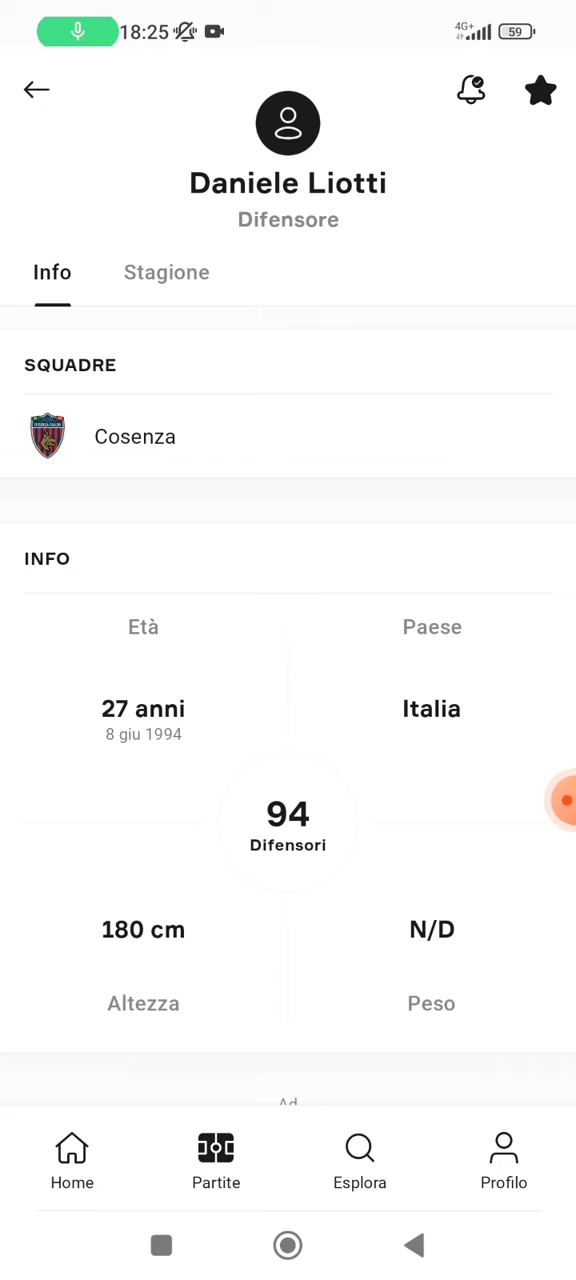 18:25
4G+
59
Daniele Liotti
Difensore
Info
Stagione
SQUADRE
Cosenza
INFO
Età
Paese
27 anni
Italia
8 giu 1994
94
Difensori
180 cm
N/D
Altezza
Peso
Ad
Home
Partite
Esplora
Profilo